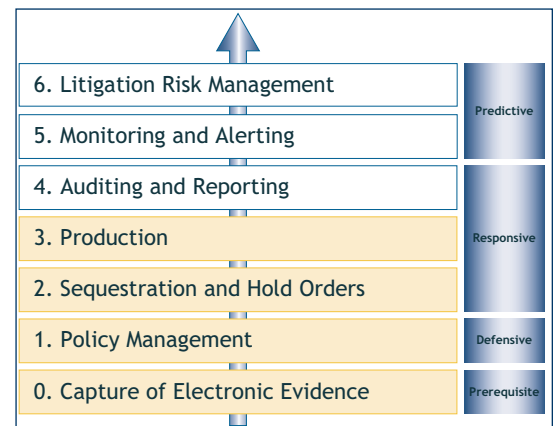 6. Litigation Risk Management
5. Monitoring and Alerting
Predictive
4. Auditing and Reporting
3. Production
2. Sequestration and Hold Orders
Responsive
1. Policy Management
Defensive
0. Capture of Electronic Evidence
Prerequisite